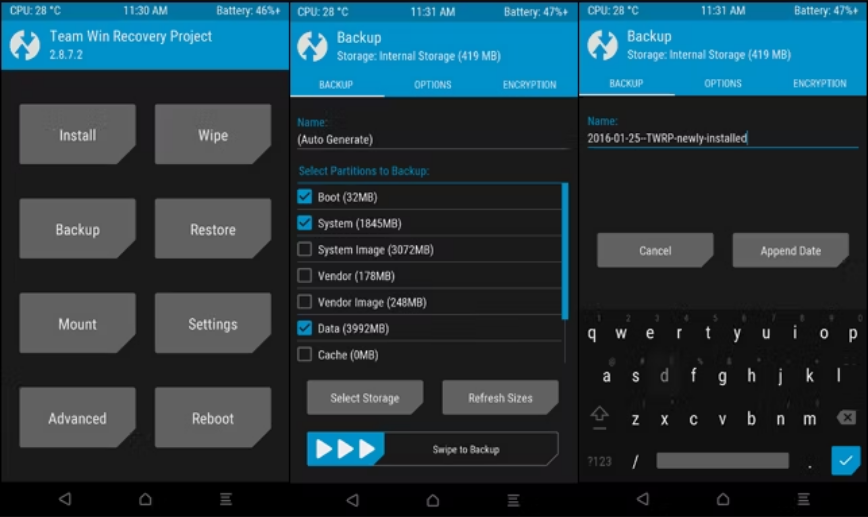 CPU: 28 °C 11:30 AM Battery: 46%+
Team Win Recovery Project
2.8.7.2
Install Wipe
Backup Restore
Mount Settings
Advanced Reboot
CPU: 28 °C 11:31 AM Battery: 47%+
Backup
Storage: Internal Storage (419 MB)
BACKUP OPTIONS ENCRYPTION
Name:
(Auto Generate)
Select Partitions to Backup:
Boot (32MB)
System (1845MB)
System Image (3072MB)
Vendor (178MB)
Vendor Image (248MB)
Data (3992MB)
Cache (0MB)
Select Storage Refresh Sizes
Swipe to Backup
CPU: 28 °C 11:31 AM Battery: 47%+
Backup
Storage: Internal Storage (419 MB)
BACKUP OPTIONS ENCRYPTION
Name:
2016-01-25--TWRP-newly-installed
Cancel Append Date
q w e r t y u i o p
a s d f g h j k l
z x c v b n m
?123 / .